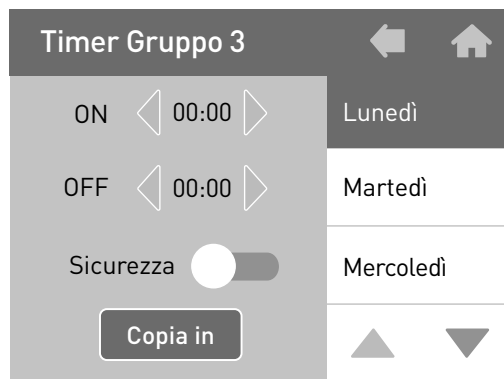 Timer Gruppo 3
ON 00:00
OFF 00:00
Sicurezza
Copia in
Lunedì
Martedì
Mercoledì